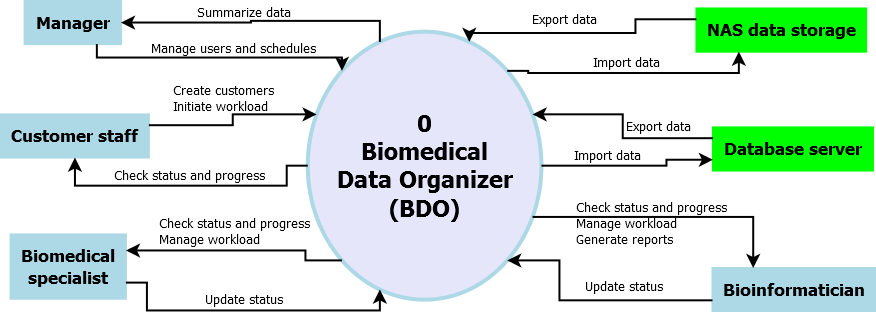 Manager
Summarize data
Manage users and schedules
Export data
NAS data storage
Import data
Create customers
Initiate workload
Customer staff
Check status and progress
0
Biomedical
Data Organizer
(BDO)
Export data
Database server
Import data
Check status and progress
Manage workload
Biomedical
specialist
Update status
Check status and progress
Manage workload
Generate reports
Update status
Bioinformatician